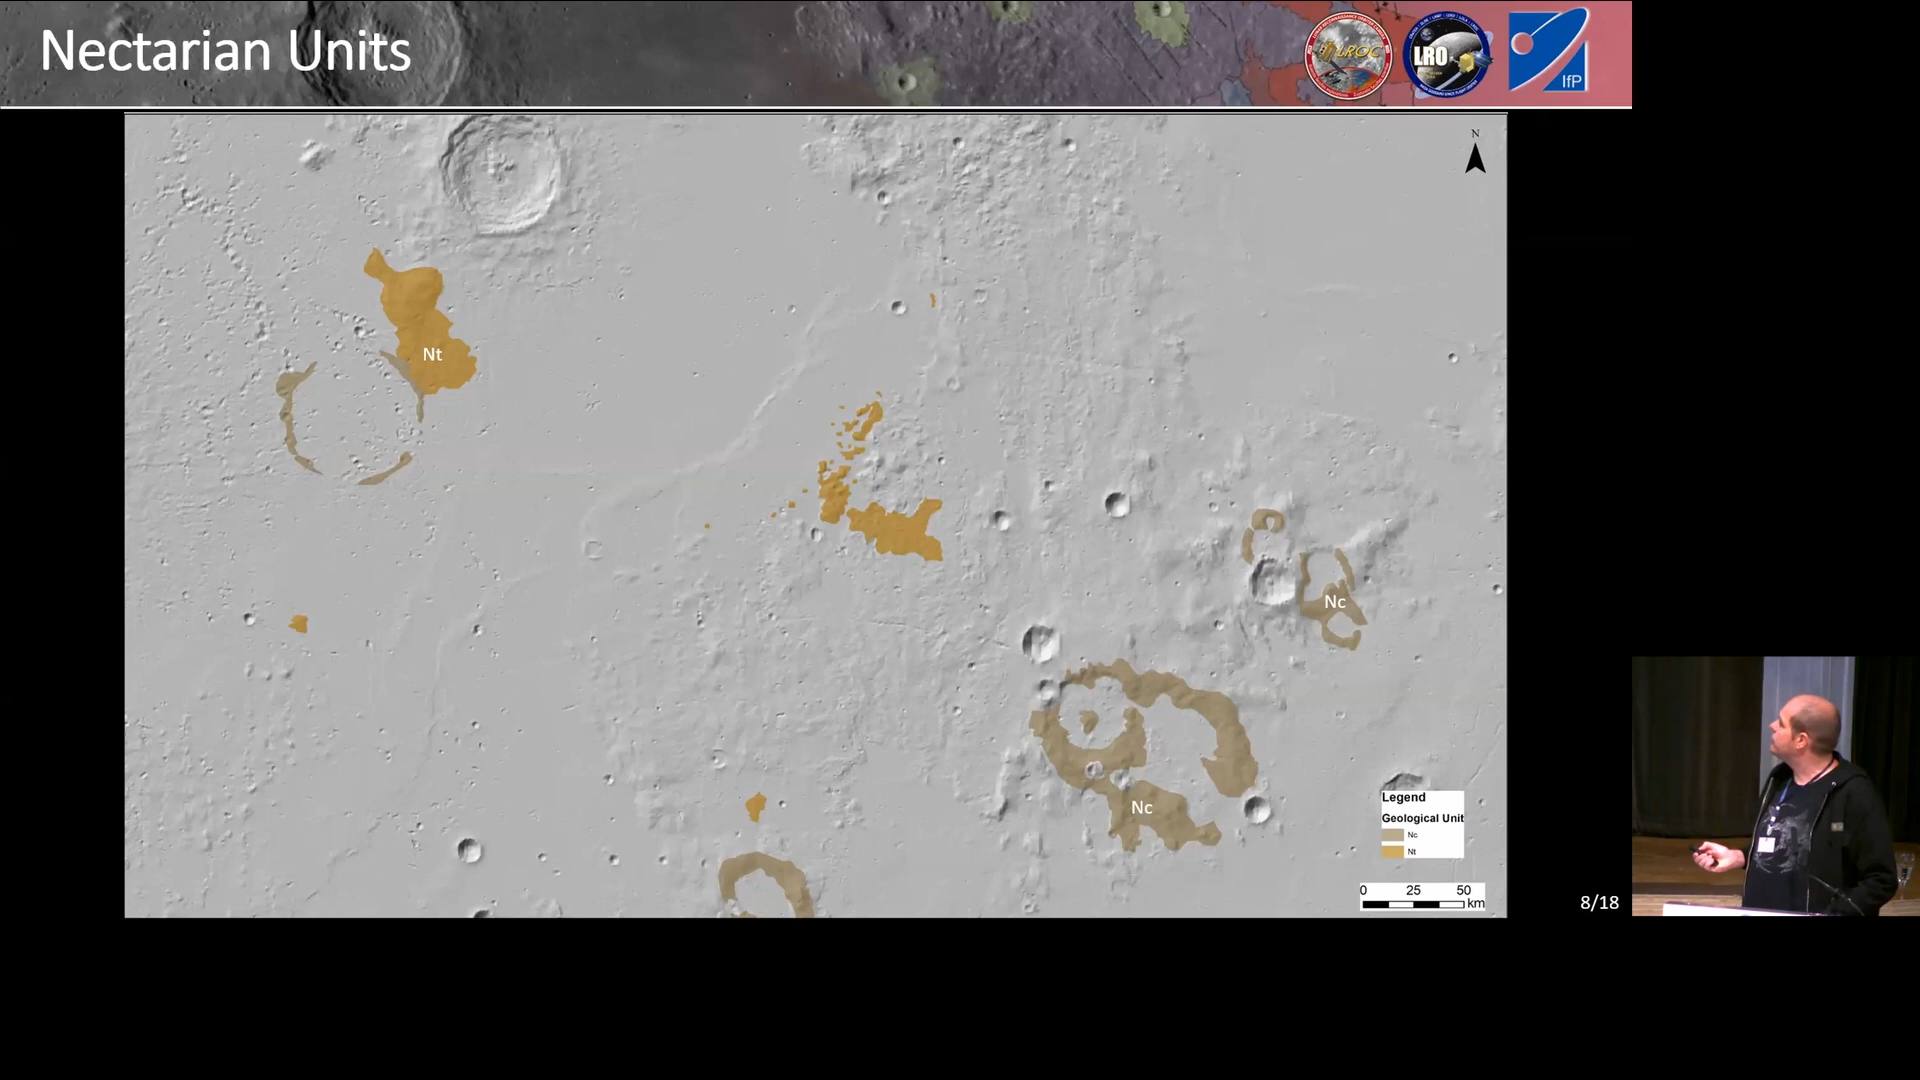 Nectarian Units
LROC
LRO
IfP
N
Nt
Nc
Nc
Legend
Geological Unit
Nc
Nt
0 25 50
km
8/18